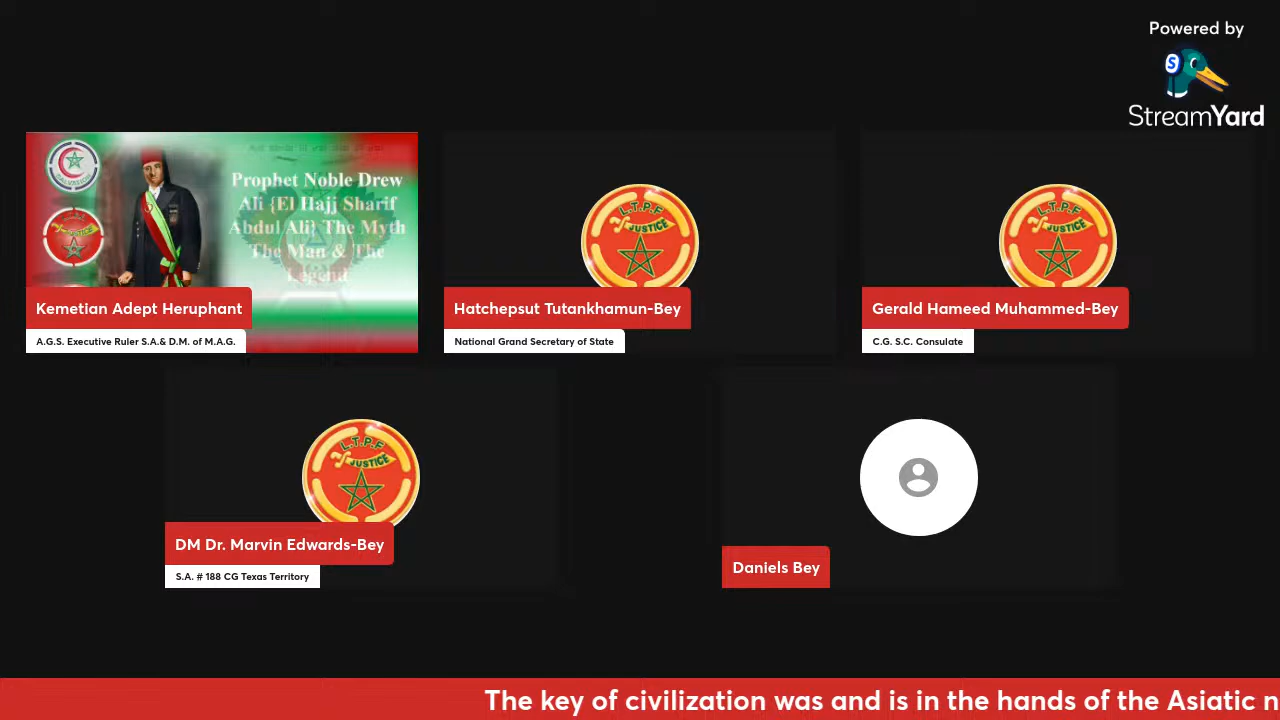 Powered by
StreamYard
Prophet Noble Drew
Ali {El Hajj Sharif
Abdul Ali} The Myth
The Man & The
Legend
Kemetian Adept Heruphant
A.G.S. Executive Ruler S.A.& D.M. of M.A.G.
L.T.P.F
JUSTICE
Hatchepsut Tutankhamun-Bey
National Grand Secretary of State
L.T.P.F
JUSTICE
Gerald Hameed Muhammed-Bey
C.G. S.C. Consulate
L.T.P.F
JUSTICE
DM Dr. Marvin Edwards-Bey
S.A. # 188 CG Texas Territory
Daniels Bey
The key of civilization was and is in the hands of the Asiatic n